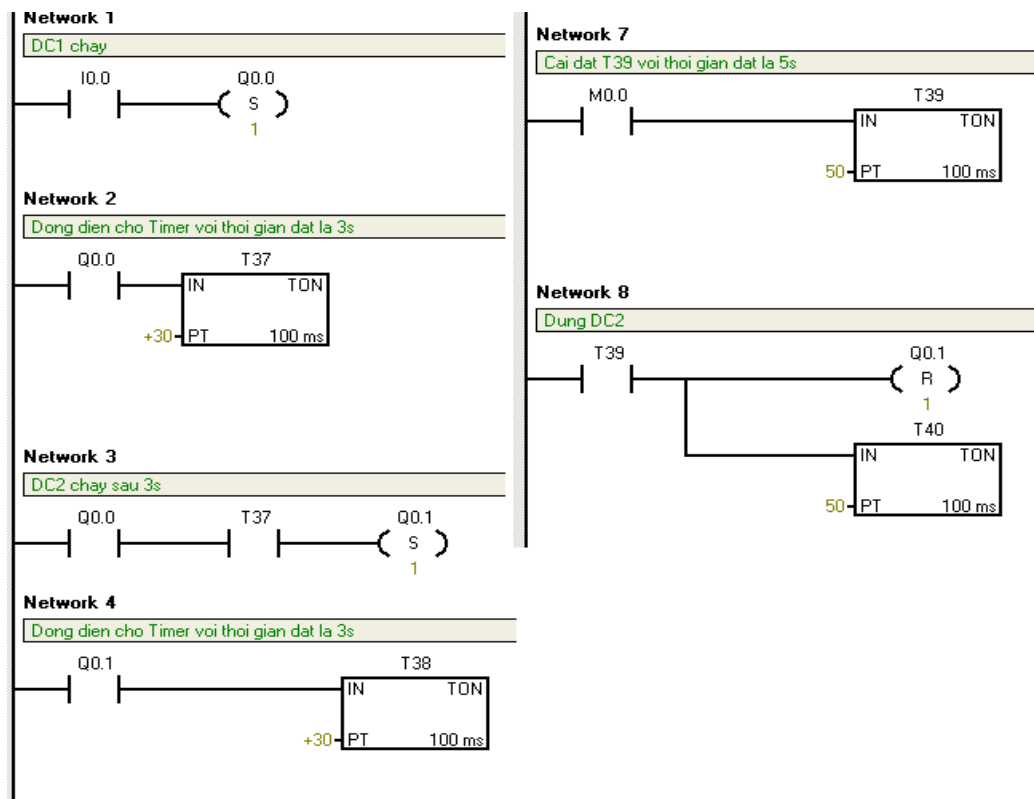 Network 1
DC1 chay
I0.0 Q0.0
S
1
Network 2
Dong dien cho Timer voi thoi gian dat la 3s
Q0.0 T37
IN TON
+30 PT 100 ms
Network 3
DC2 chay sau 3s
Q0.0 T37 Q0.1
S
1
Network 4
Dong dien cho Timer voi thoi gian dat la 3s
Q0.1 T38
IN TON
+30 PT 100 ms
Network 7
Cai dat T39 voi thoi gian dat la 5s
M0.0 T39
IN TON
50 PT 100 ms
Network 8
Dung DC2
T39 Q0.1
R
1
T40
IN TON
50 PT 100 ms